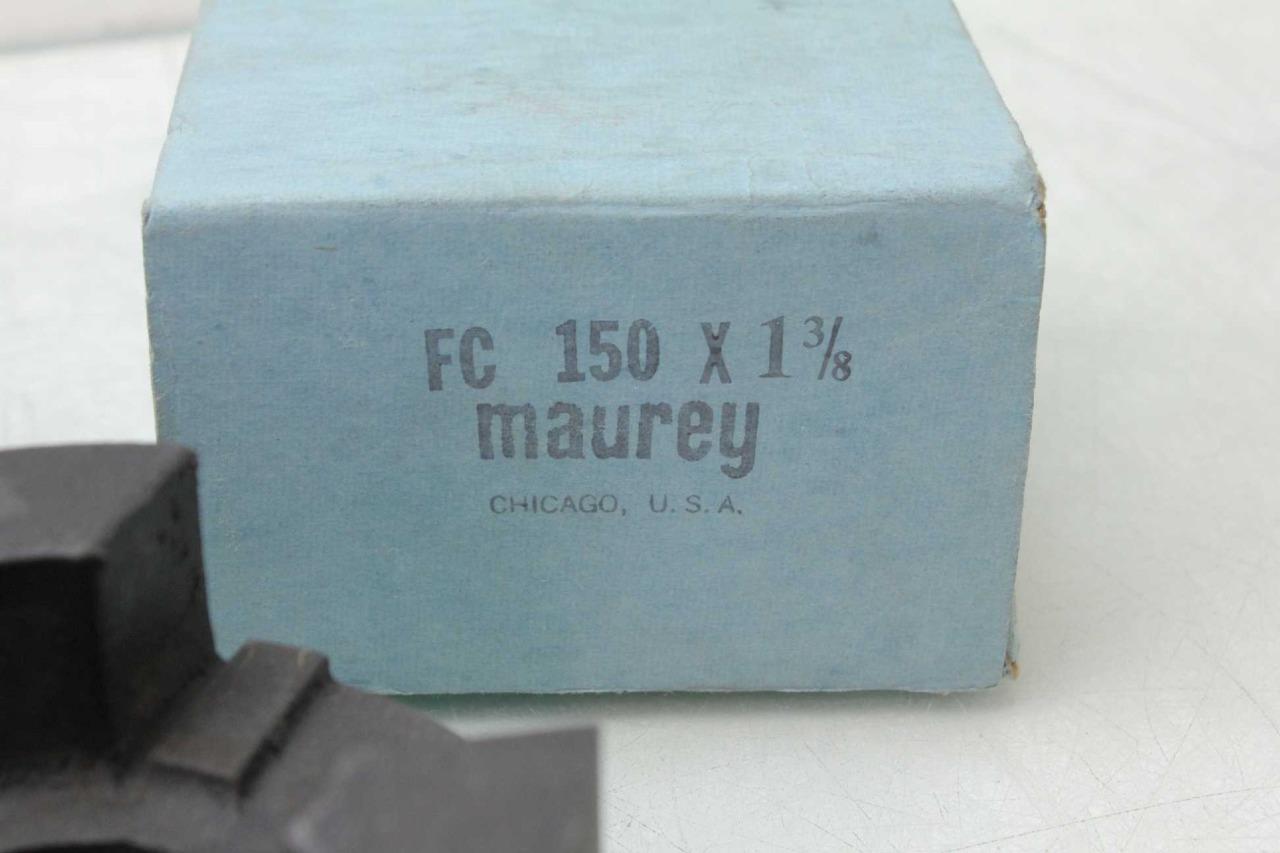 FC 150 X 1 3/8
maurey
CHICAGO, U.S.A.